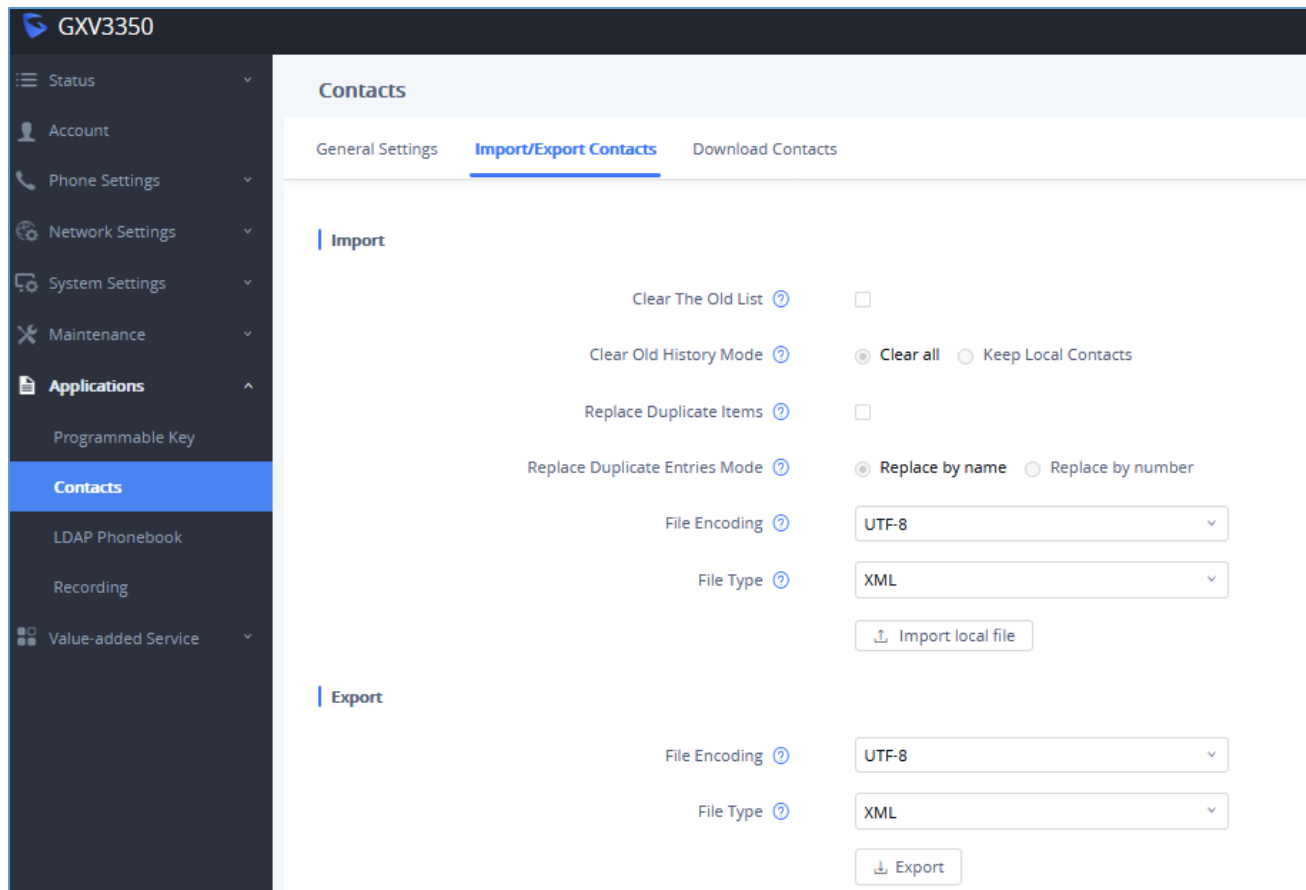 GXV3350
Status
Account
Phone Settings
Network Settings
System Settings
Maintenance
Applications
Programmable Key
Contacts
LDAP Phonebook
Recording
Value-added Service
Contacts
General Settings Import/Export Contacts Download Contacts
Import
Clear The Old List ?
Clear Old History Mode ? Clear all Keep Local Contacts
Replace Duplicate Items ?
Replace Duplicate Entries Mode ? Replace by name Replace by number
File Encoding ? UTF-8
File Type ? XML
Import local file
Export
File Encoding ? UTF-8
File Type ? XML
Export